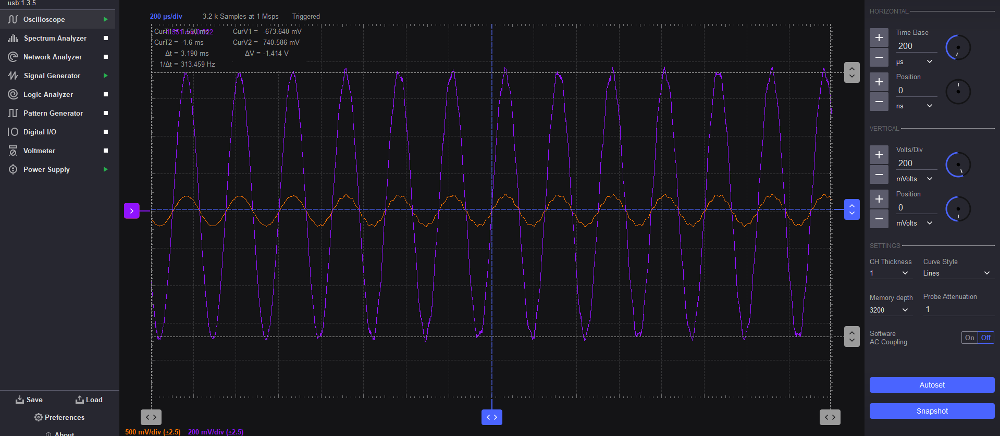 usb:1.3.5
Oscilloscope
Spectrum Analyzer
Network Analyzer
Signal Generator
Logic Analyzer
Pattern Generator
Digital I/O
Voltmeter
Power Supply
Save Load
Preferences
About
200 µs/div 3.2 k Samples at 1 Msps Triggered
CurT1 = 1.590 ms CurV1 = -673.640 mV
CurT2 = -1.6 ms CurV2 = 740.586 mV
Δt = 3.190 ms ΔV = -1.414 V
1/Δt = 313.459 Hz
500 mV/div (±2.5) 200 mV/div (±2.5)
HORIZONTAL
Time Base
200
µs
Position
0
ns
VERTICAL
Volts/Div
200
mVolts
Position
0
mVolts
SETTINGS
CH Thickness Curve Style
1 Lines
Memory depth Probe Attenuation
3200 1
Software
AC Coupling On Off
Autoset
Snapshot